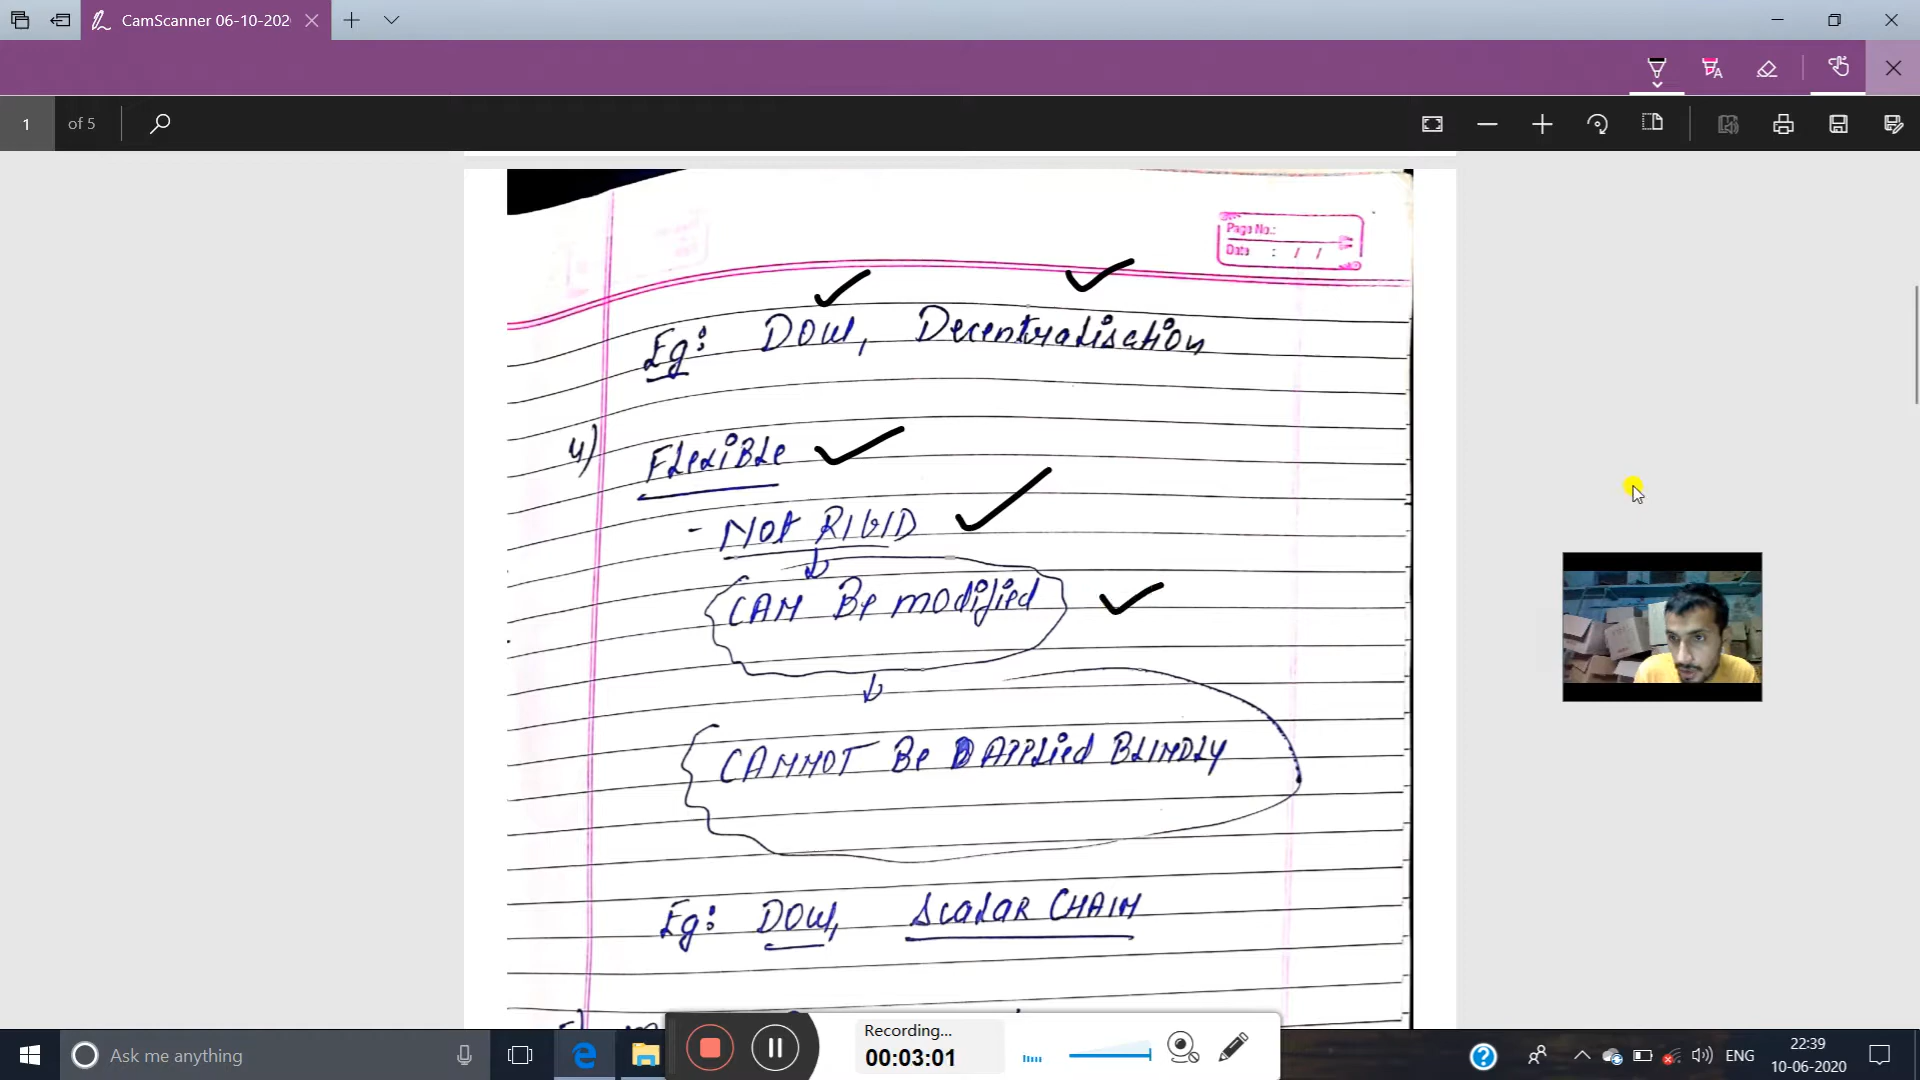 CamScanner 06-10-202
1 of 5
Page No.:
Date : / /
Eg: DOW, Decentralisation
4) Flexible
- Not RIGID
CAN Be modified
CANNOT Be APPLied BLINDLY
Eg: DOW, Scalar CHAIN
Recording...
00:03:01
Ask me anything
ENG
22:39
10-06-2020